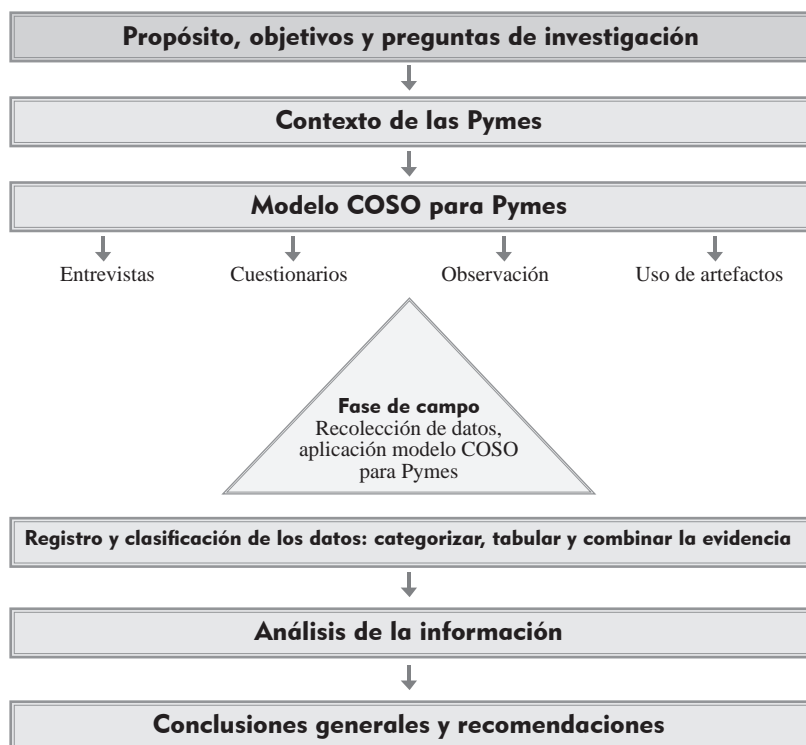 Propósito, objetivos y preguntas de investigación
Contexto de las Pymes
Modelo COSO para Pymes
Entrevistas Cuestionarios Observación Uso de artefactos
Fase de campo
Recolección de datos,
aplicación modelo COSO
para Pymes
Registro y clasificación de los datos: categorizar, tabular y combinar la evidencia
Análisis de la información
Conclusiones generales y recomendaciones